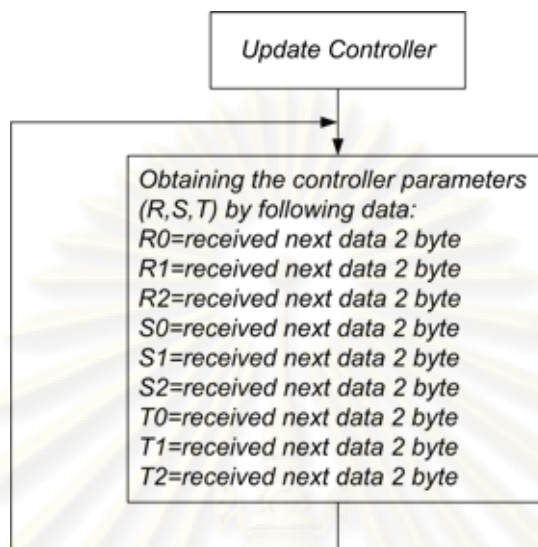 Update Controller
Obtaining the controller parameters
(R,S,T) by following data:
R0=received next data 2 byte
R1=received next data 2 byte
R2=received next data 2 byte
S0=received next data 2 byte
S1=received next data 2 byte
S2=received next data 2 byte
T0=received next data 2 byte
T1=received next data 2 byte
T2=received next data 2 byte